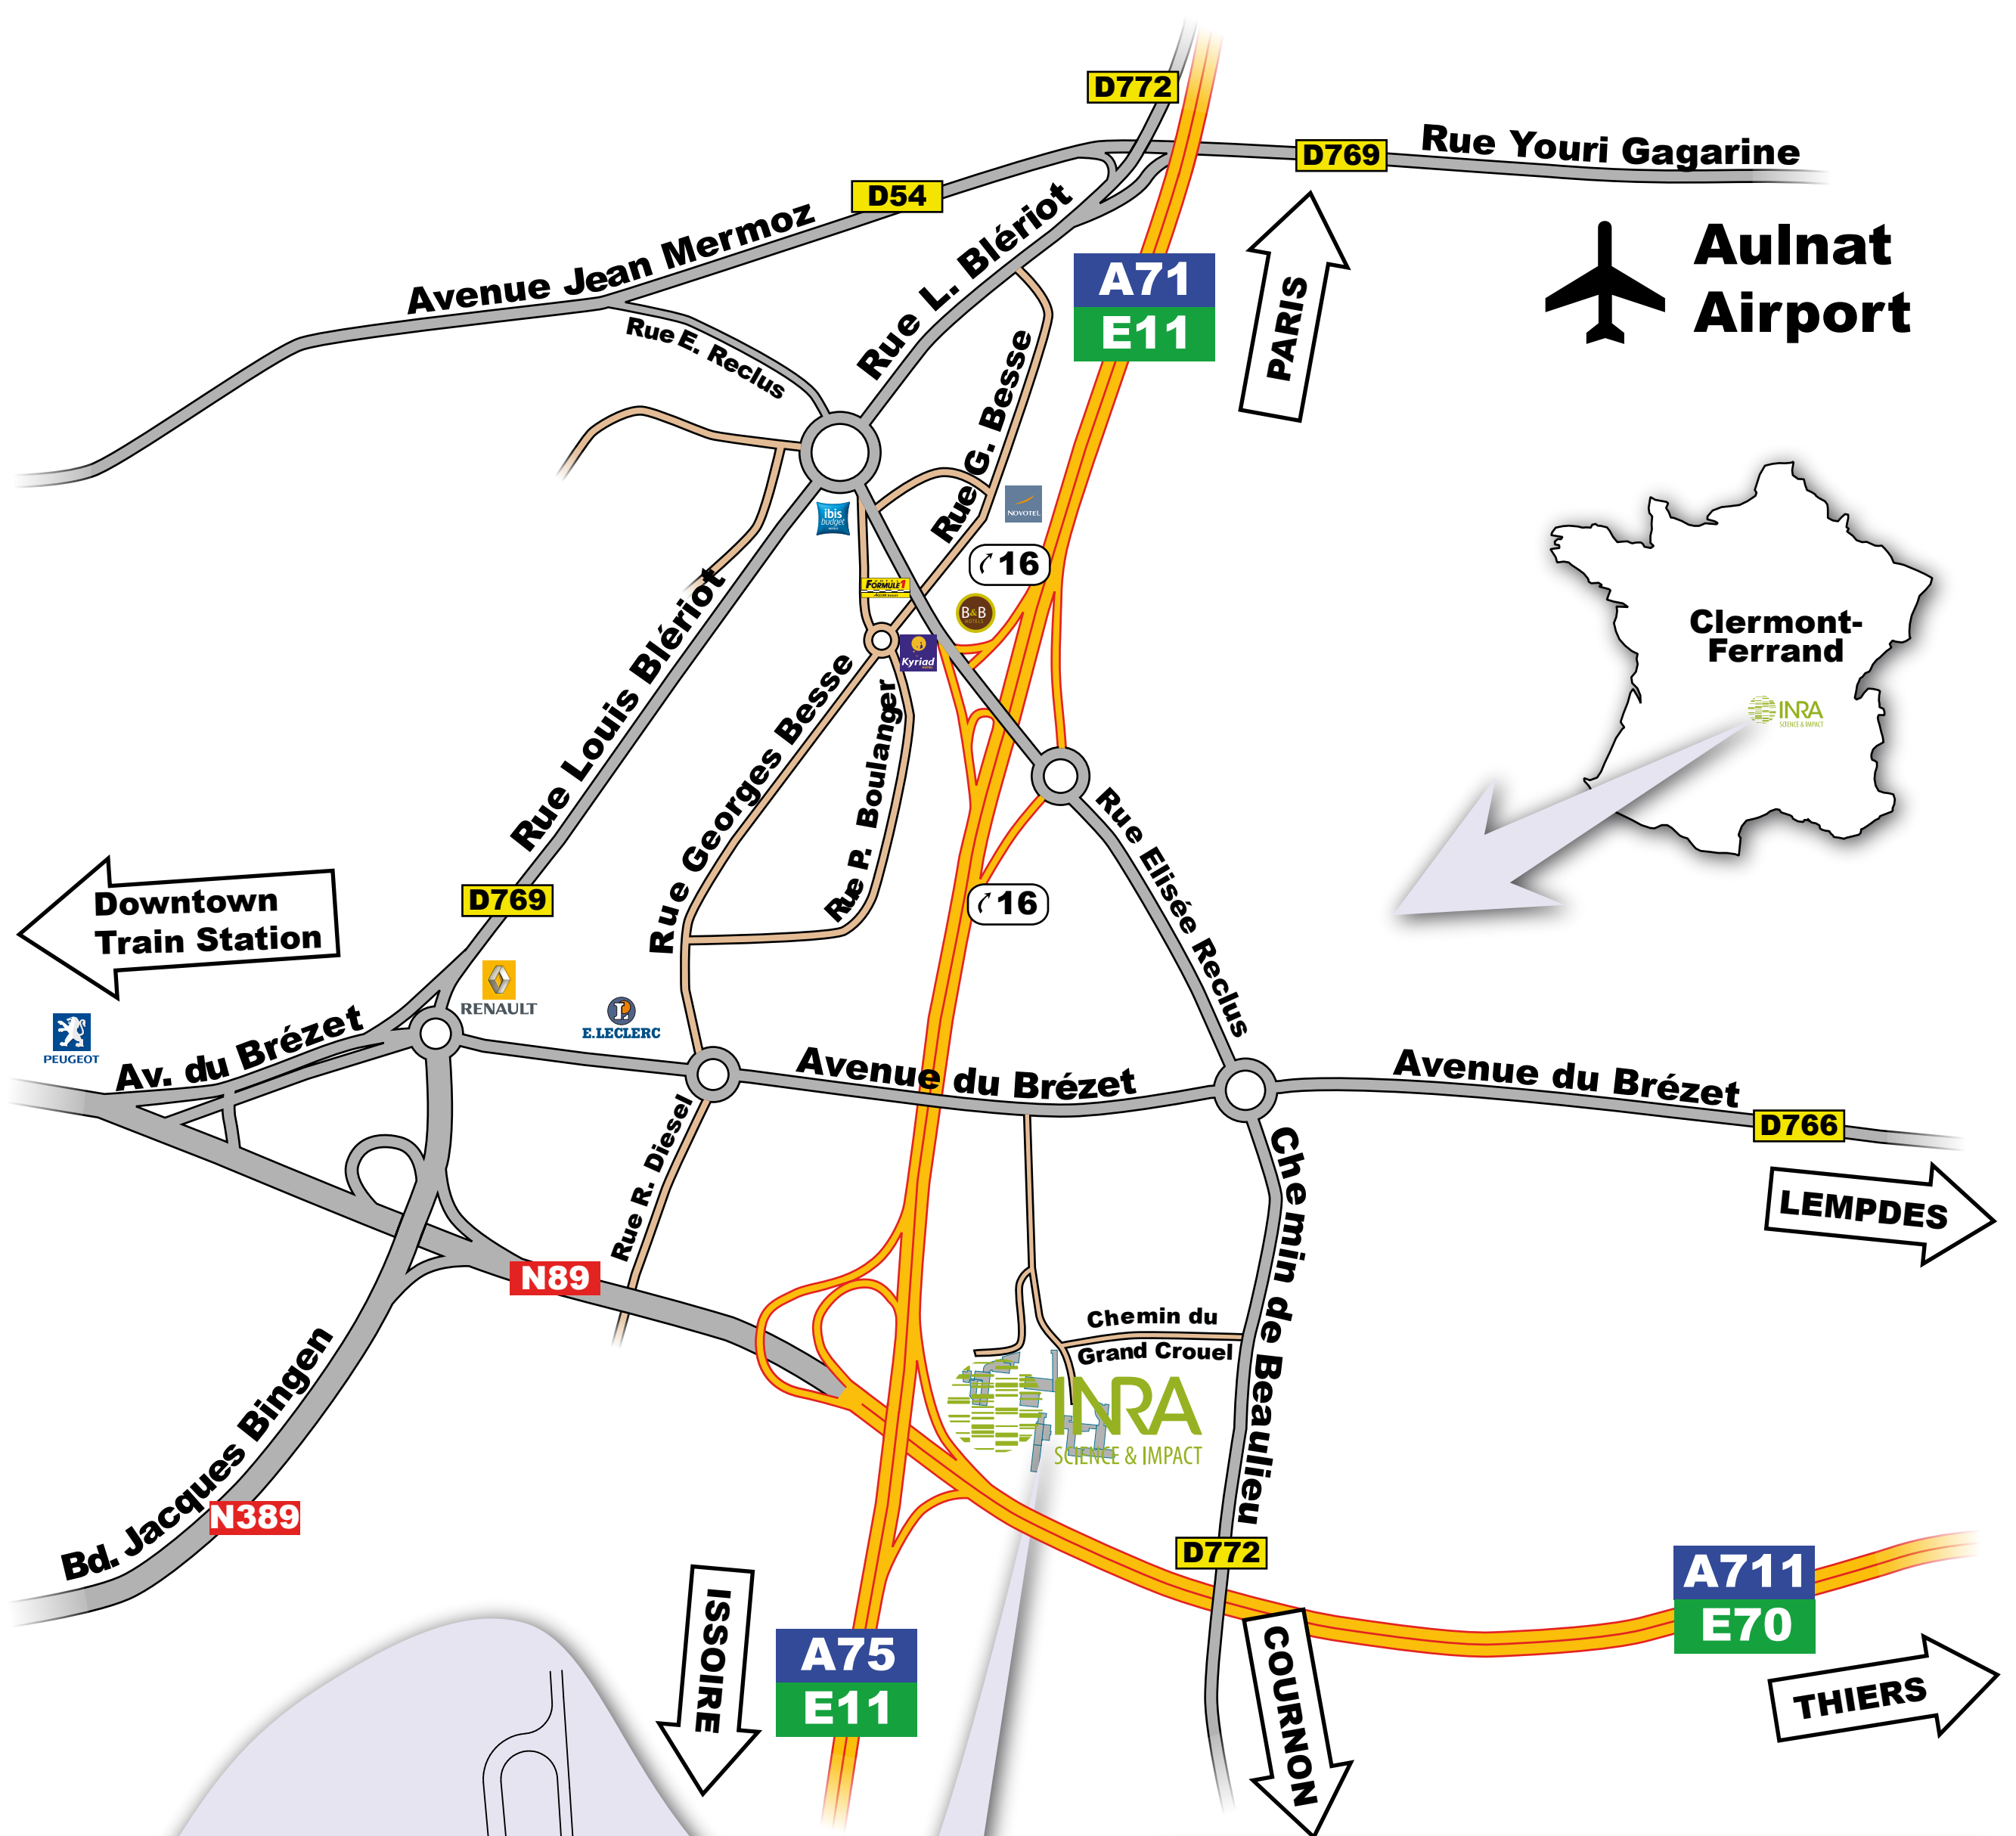 D772
D769
Rue Youri Gagarine
D54
Avenue Jean Mermoz
Rue L. Blériot
Aulnat
Airport
A71
E11
PARIS
Rue E. Reclus
Rue G. Besse
NOVOTEL
ibis
budget
16
FORMULE1
B&B
HOTELS
Kyriad
Clermont-
Ferrand
INRA
SCIENCE & IMPACT
Rue Louis Blériot
Rue Georges Besse
Rue P. Boulanger
Rue Elisée Reclus
16
Downtown
Train Station
D769
RENAULT
E.LECLERC
PEUGEOT
Av. du Brézet
Avenue du Brézet
Avenue du Brézet
D766
LEMPDES
Rue R. Diesel
Chemin de Beaulieu
N89
Chemin du
Grand Crouel
INRA
SCIENCE & IMPACT
Bd. Jacques Bingen
N389
D772
ISSOIRE
A75
E11
COURNON
A711
E70
THIERS